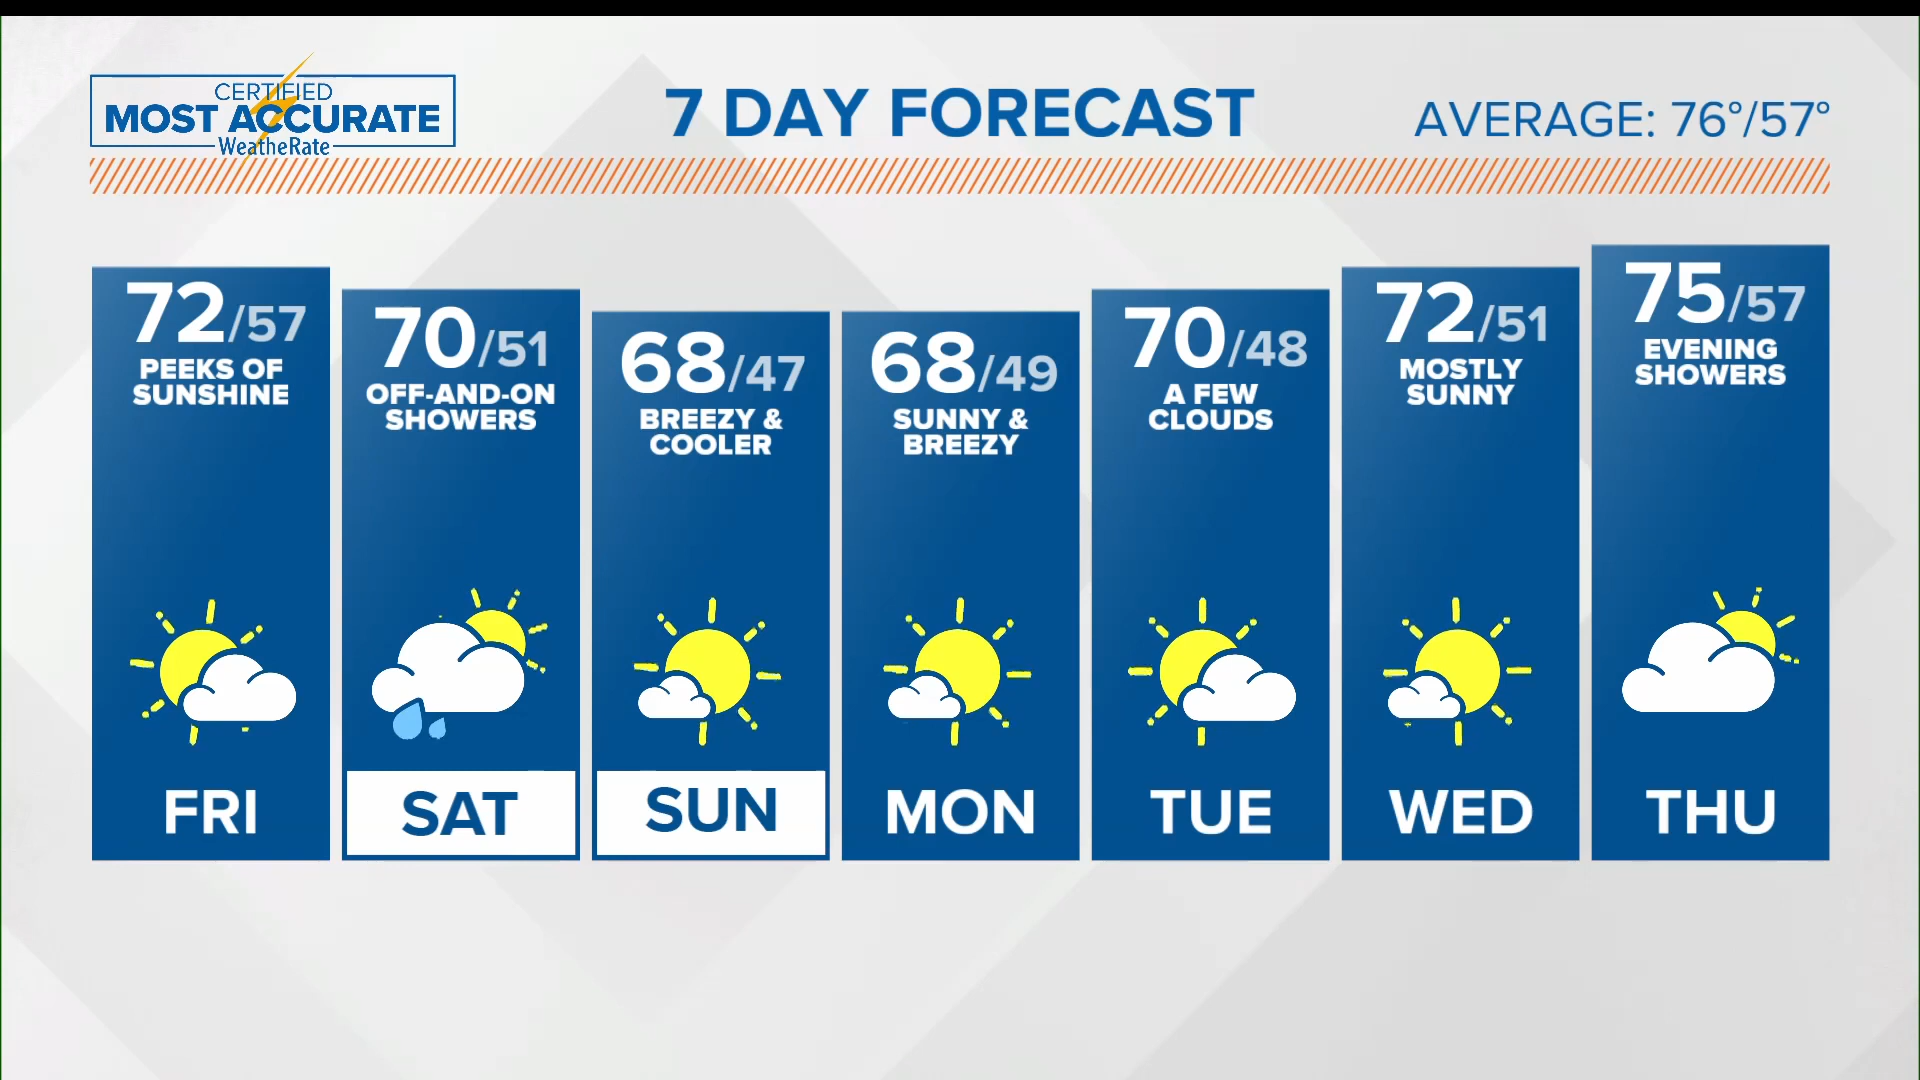 CERTIFIED
MOST ACCURATE
WeatheRate
7 DAY FORECAST
AVERAGE: 76°/57°
72/57
PEEKS OF
SUNSHINE
FRI
70/51
OFF-AND-ON
SHOWERS
SAT
68/47
BREEZY &
COOLER
SUN
68/49
SUNNY &
BREEZY
MON
70/48
A FEW
CLOUDS
TUE
72/51
MOSTLY
SUNNY
WED
75/57
EVENING
SHOWERS
THU